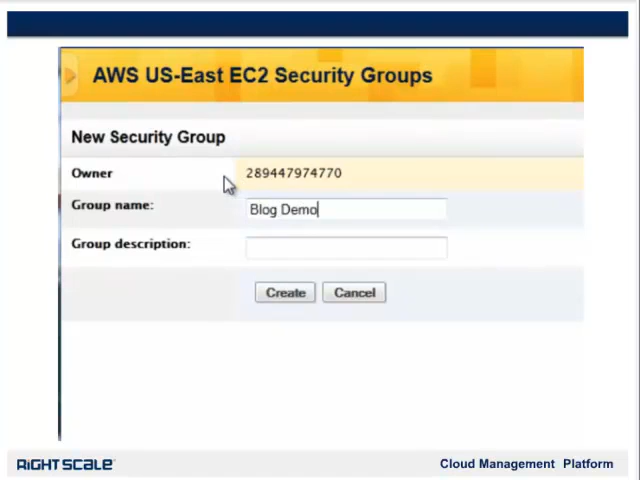 AWS US-East EC2 Security Groups
New Security Group
Owner 289447974770
Group name: Blog Demo
Group description:
Create Cancel
RIGHTSCALE Cloud Management Platform